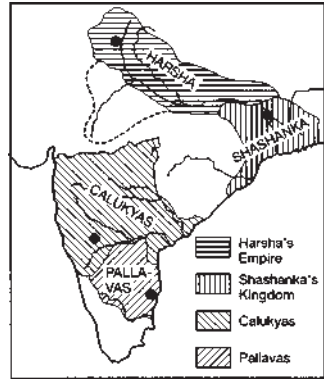 HARSHA
SHASHANKA
CALUKYAS
PALLA-
VAS
Harsha's
Empire
Shashanka's
Kingdom
Calukyas
Pallavas